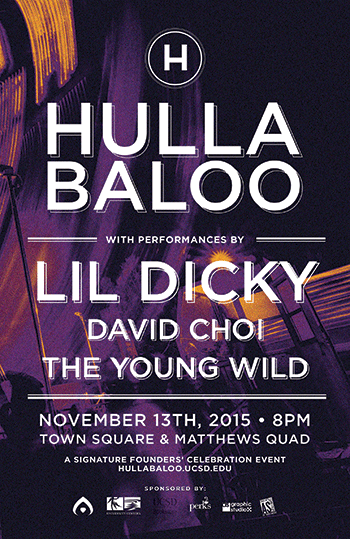 H
HULLA
BALOO
WITH PERFORMANCES BY
LIL DICKY
DAVID CHOI
THE YOUNG WILD
NOVEMBER 13TH, 2015 • 8PM
TOWN SQUARE & MATTHEWS QUAD
A SIGNATURE FOUNDERS' CELEBRATION EVENT
HULLABALOO.UCSD.EDU
SPONSORED BY:
UCSD perks graphic studio